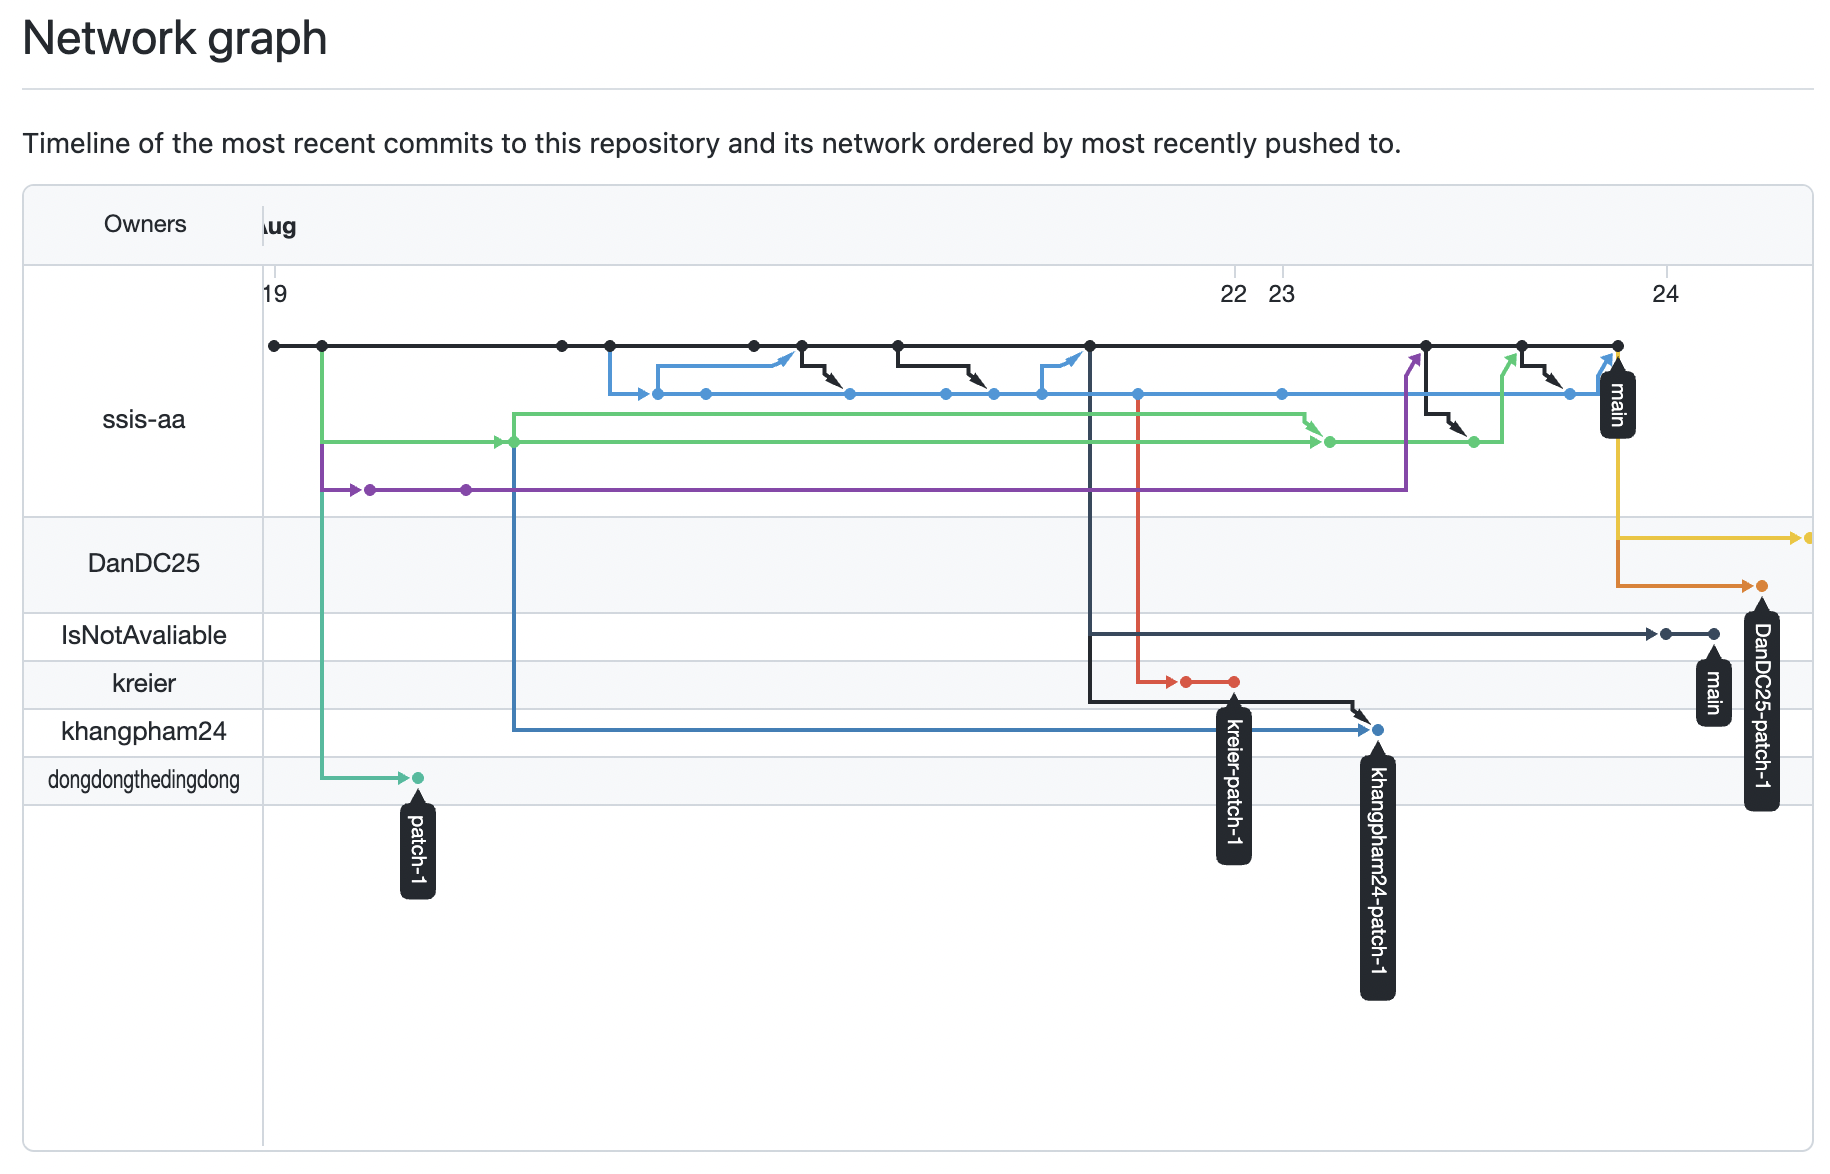 Network graph
Timeline of the most recent commits to this repository and its network ordered by most recently pushed to.
Owners
Aug
19
22
23
24
ssis-aa
main
DanDC25
DanDC25-patch-1
IsNotAvaliable
main
kreier
kreier-patch-1
khangpham24
khangpham24-patch-1
dongdongthedingdong
patch-1